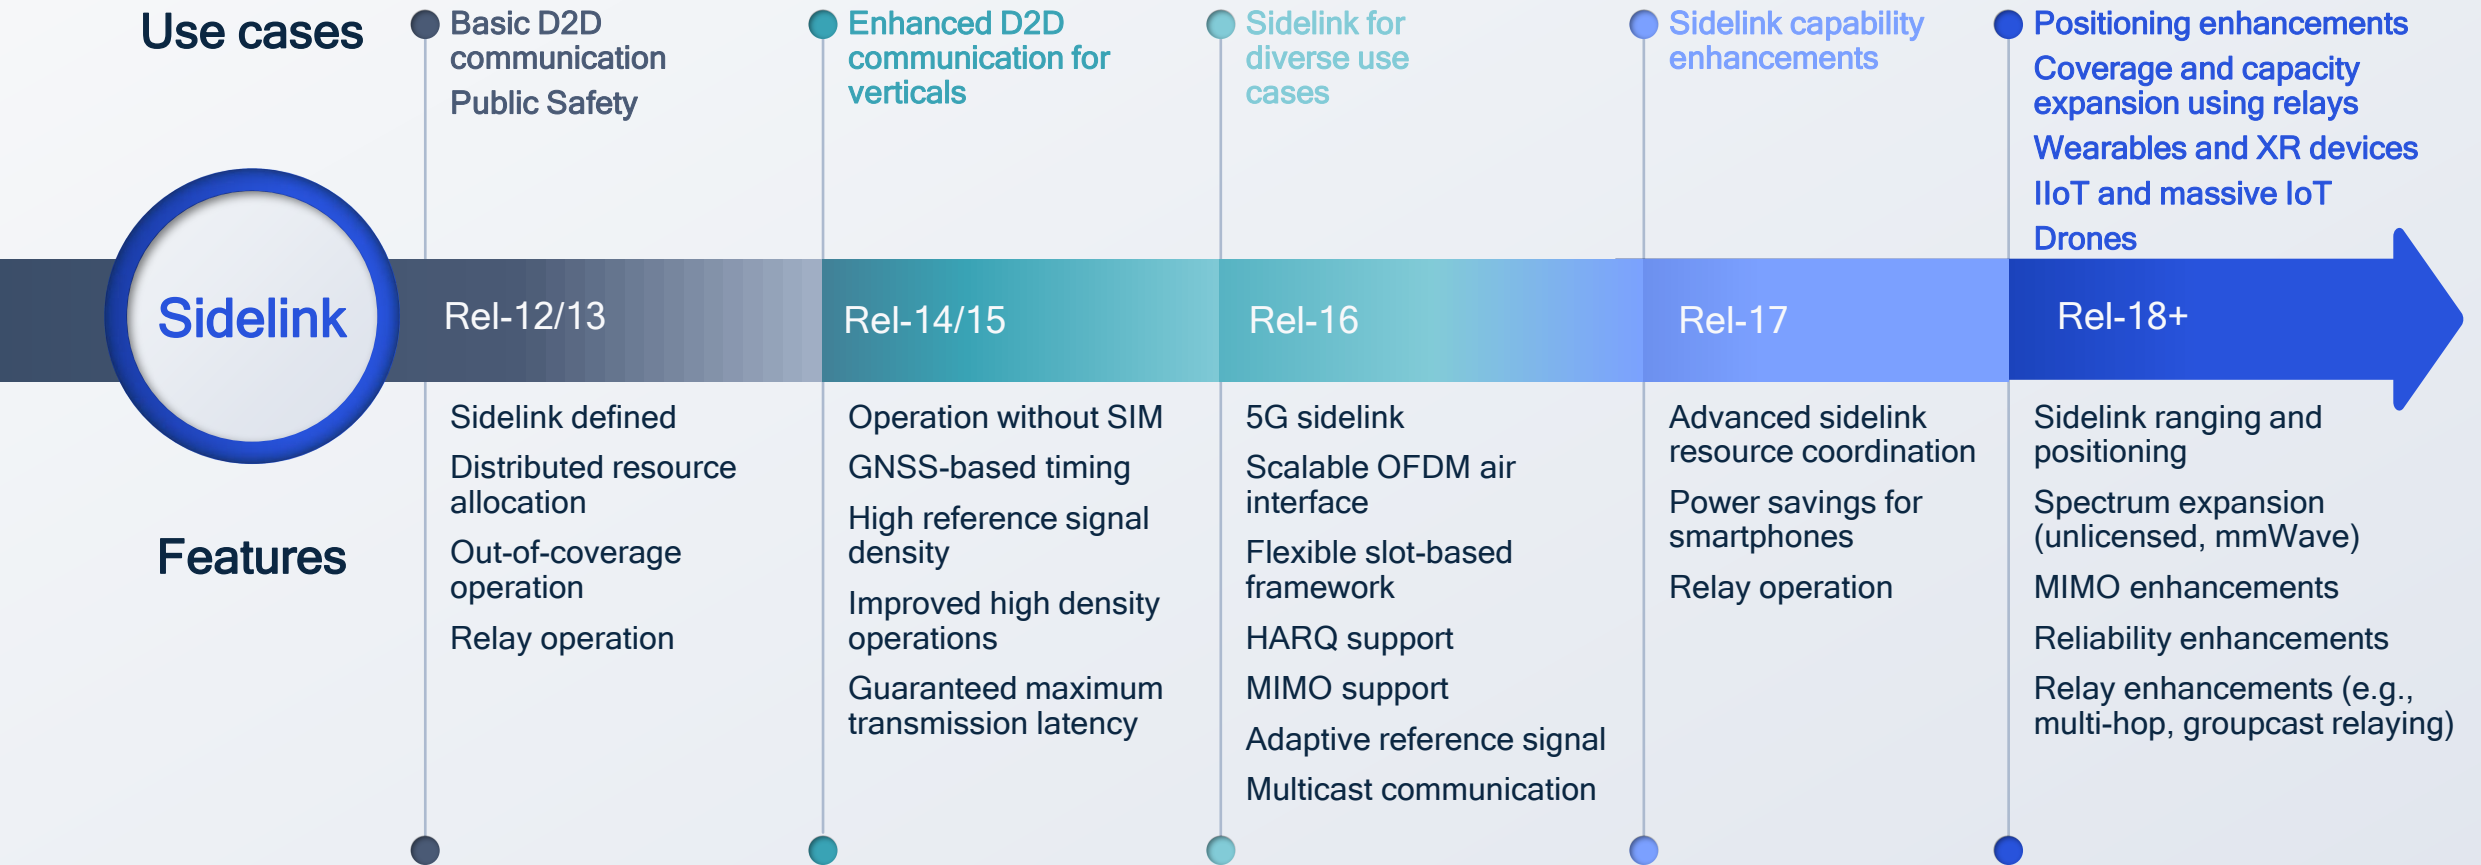 Use cases
Basic D2D
communication
Public Safety
Enhanced D2D
communication for
verticals
Sidelink for
diverse use
cases
Sidelink capability
enhancements
Positioning enhancements
Coverage and capacity
expansion using relays
Wearables and XR devices
IIoT and massive IoT
Drones
Sidelink
Rel-12/13
Rel-14/15
Rel-16
Rel-17
Rel-18+
Features
Sidelink defined
Distributed resource
allocation
Out-of-coverage
operation
Relay operation
Operation without SIM
GNSS-based timing
High reference signal
density
Improved high density
operations
Guaranteed maximum
transmission latency
5G sidelink
Scalable OFDM air
interface
Flexible slot-based
framework
HARQ support
MIMO support
Adaptive reference signal
Multicast communication
Advanced sidelink
resource coordination
Power savings for
smartphones
Relay operation
Sidelink ranging and
positioning
Spectrum expansion
(unlicensed, mmWave)
MIMO enhancements
Reliability enhancements
Relay enhancements (e.g.,
multi-hop, groupcast relaying)